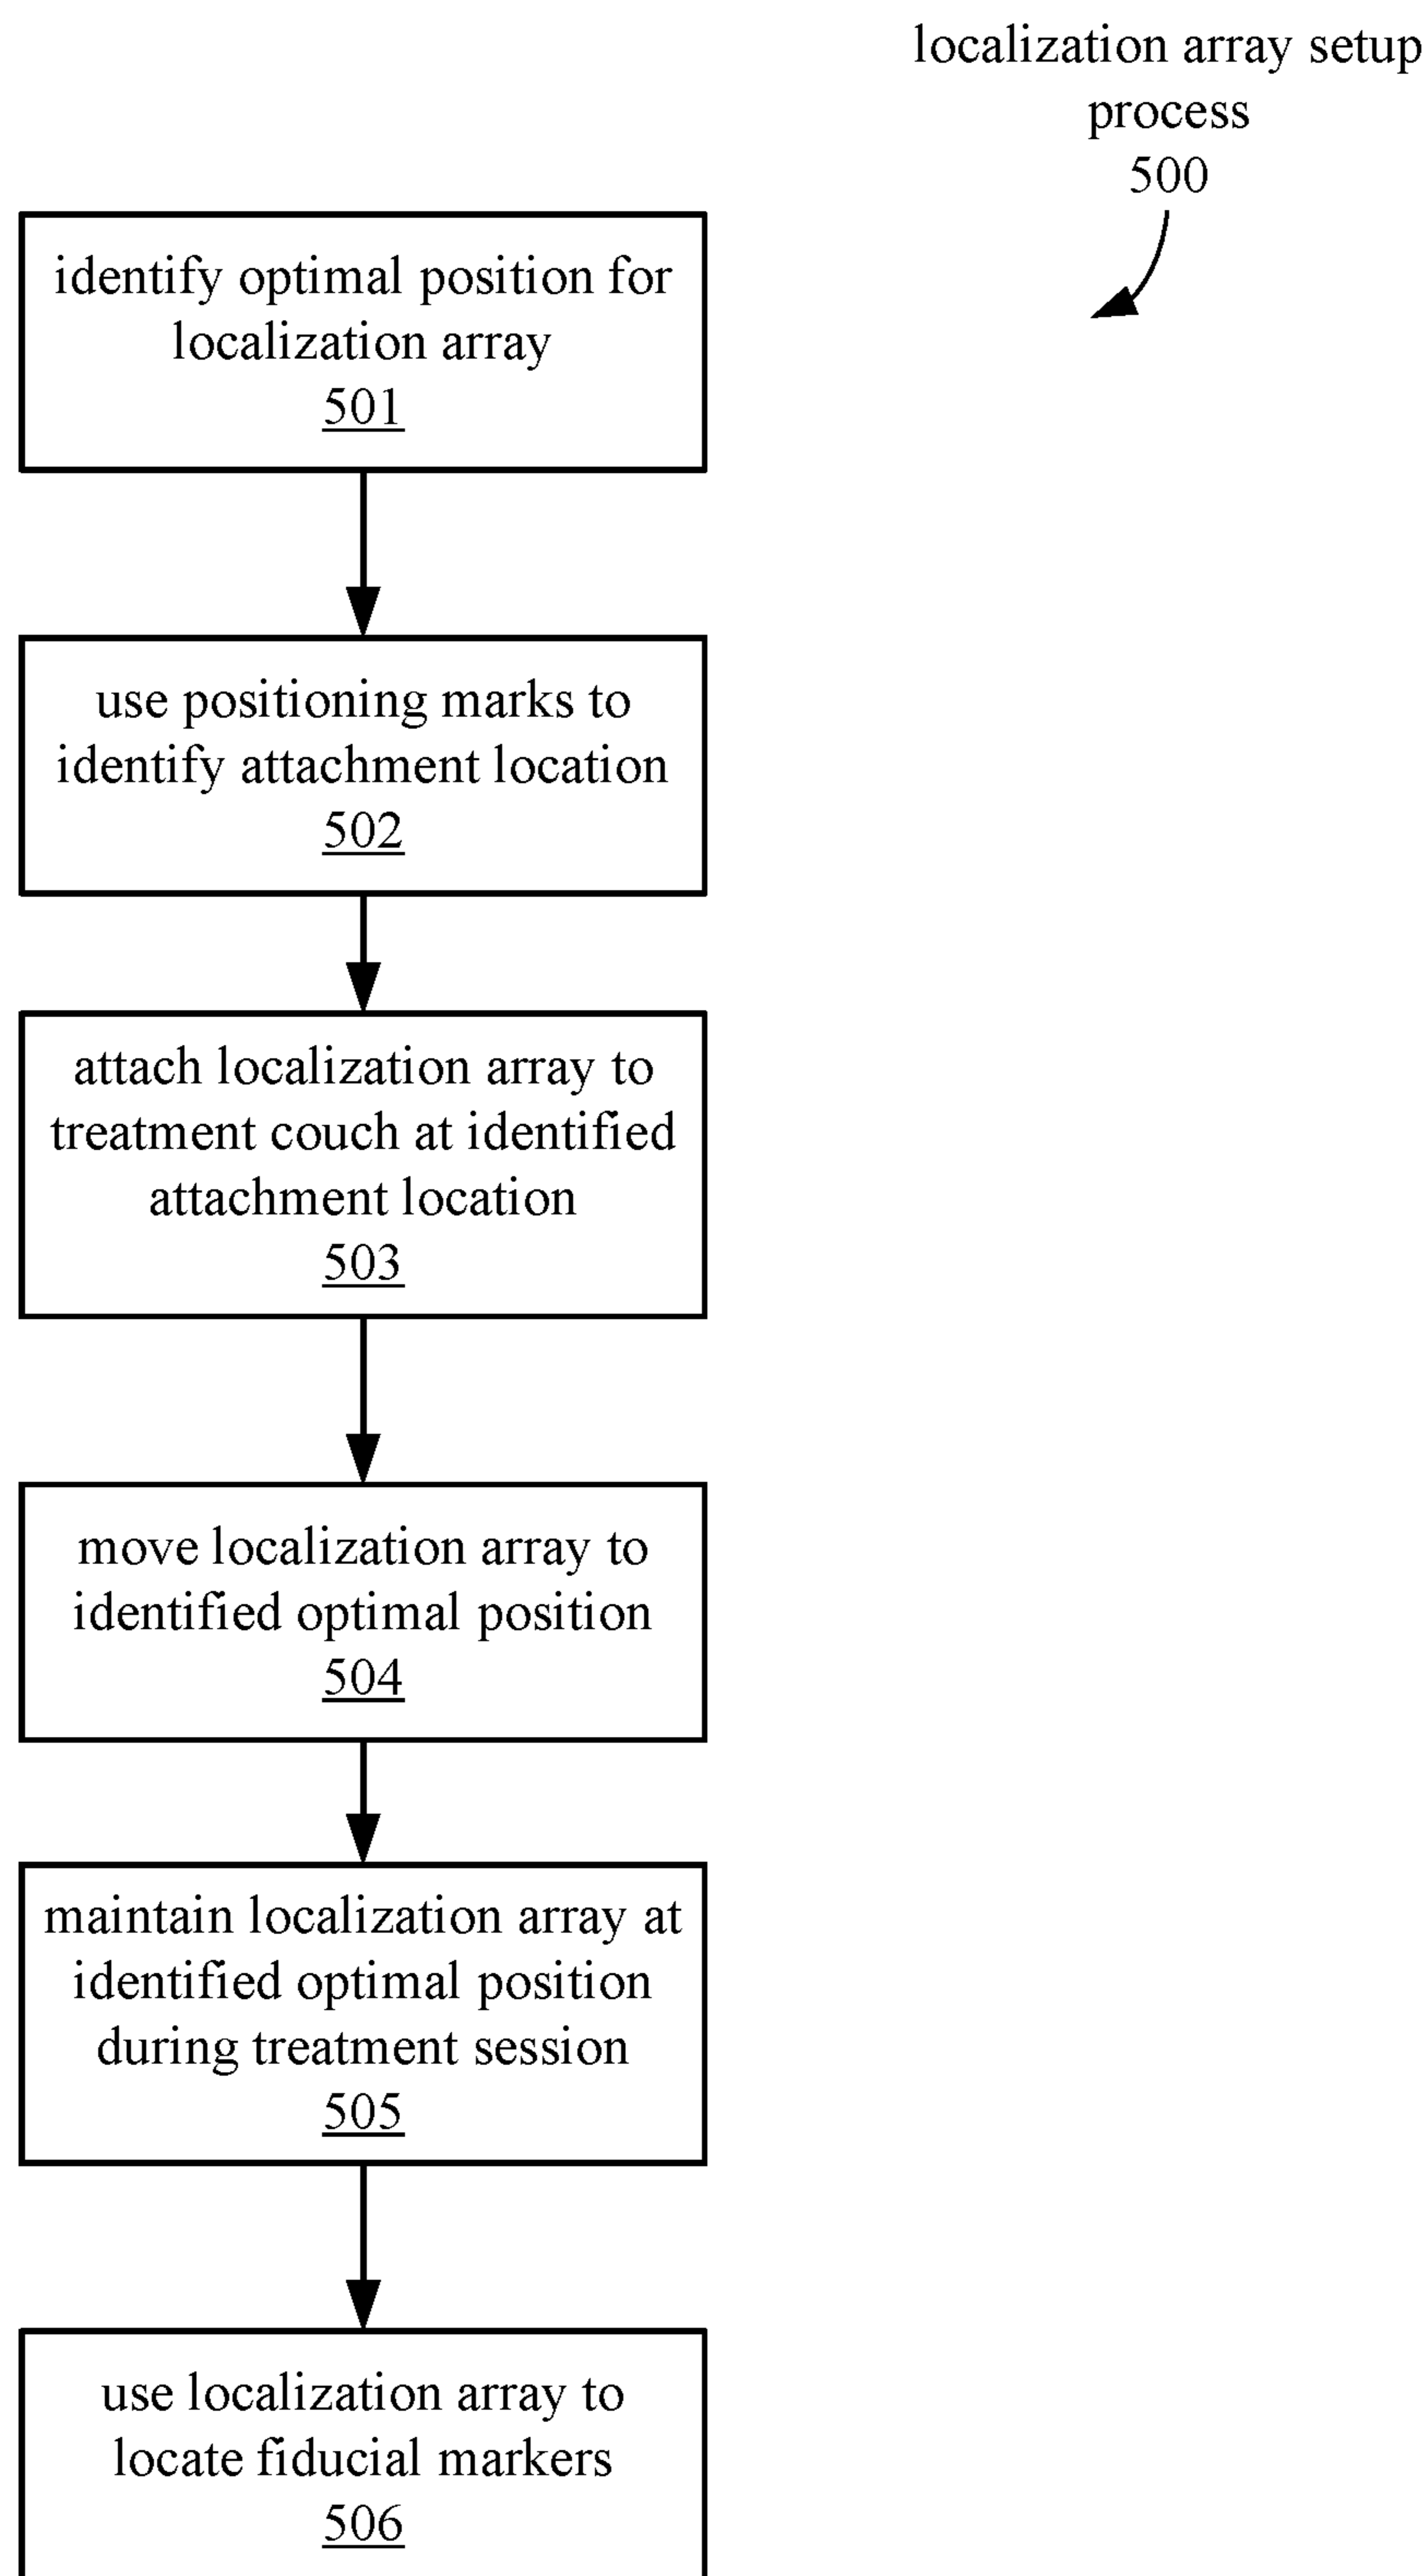 localization array setup
process
500
identify optimal position for
localization array
501
use positioning marks to
identify attachment location
502
attach localization array to
treatment couch at identified
attachment location
503
move localization array to
identified optimal position
504
maintain localization array at
identified optimal position
during treatment session
505
use localization array to
locate fiducial markers
506